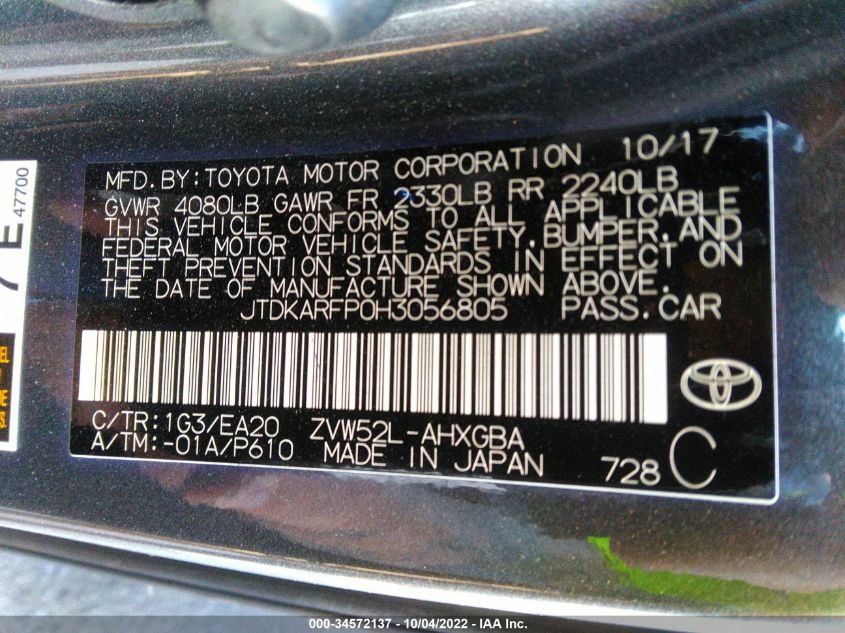 MFD.BY:TOYOTA MOTOR CORPORATION 10/17
GVWR 4080LB GAWR FR 2330LB RR 2240LB
THIS VEHICLE CONFORMS TO ALL APPLICABLE
FEDERAL MOTOR VEHICLE SAFETY,BUMPER,AND
THEFT PREVENTION STANDARDS IN EFFECT ON
THE DATE OF MANUFACTURE SHOWN ABOVE.
JTDKARFP0H3056805 PASS.CAR
C/TR:1G3/EA20 ZVW52L-AHXGBA
A/TM:-01A/P610 MADE IN JAPAN 728 C
47700
000-34572137 - 10/04/2022 - IAA Inc.